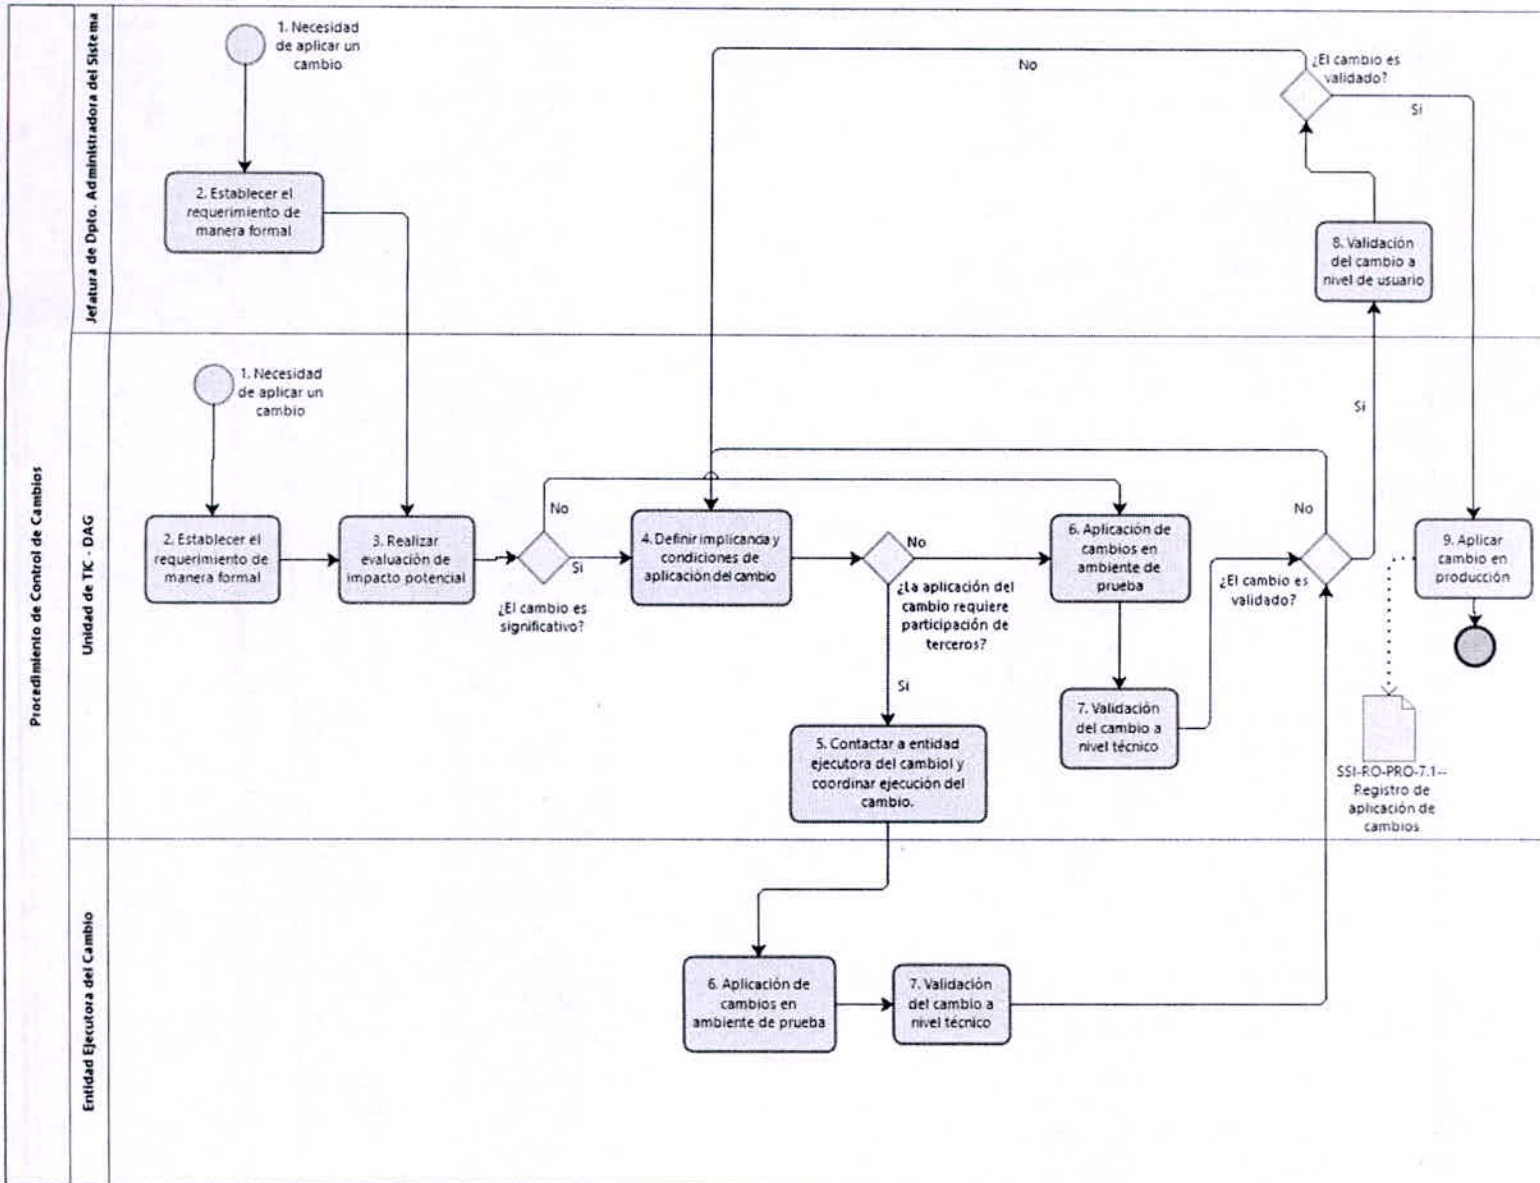 Procedimiento de Control de Cambios
Jefatura de Dpto. Administradora del Sistema
1. Necesidad
de aplicar un
cambio
2. Establecer el
requerimiento de
manera formal
No
¿El cambio es
validado?
Si
8. Validación
del cambio a
nivel de usuario
Unidad de TIC - DAG
1. Necesidad
de aplicar un
cambio
2. Establecer el
requerimiento de
manera formal
3. Realizar
evaluación de
impacto potencial
No
Si
¿El cambio es
significativo?
4. Definir implicancia y
condiciones de
aplicación del cambio
No
¿La aplicación del
cambio requiere
participación de
terceros?
Si
5. Contactar a entidad
ejecutora del cambiol y
coordinar ejecución del
cambio.
6. Aplicación de
cambios en
ambiente de
prueba
7. Validación
del cambio a
nivel técnico
No
¿El cambio es
validado?
Si
9. Aplicar
cambio en
producción
SSI-RO-PRO-7.1--
Registro de
aplicación de
cambios
Entidad Ejecutora del Cambio
6. Aplicación de
cambios en
ambiente de prueba
7. Validación
del cambio a
nivel técnico